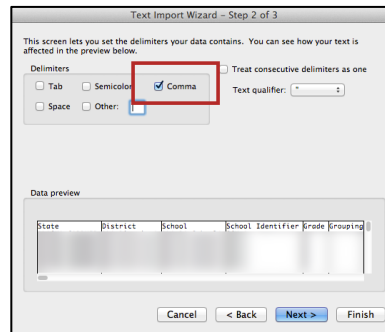 Text Import Wizard - Step 2 of 3
This screen lets you set the delimiters your data contains. You can see how your text is
affected in the preview below.
Delimiters
Tab Semicolon Comma
Space Other:
Treat consecutive delimiters as one
Text qualifier: "
Data preview
State District School School Identifier Grade Grouping
Cancel < Back Next > Finish